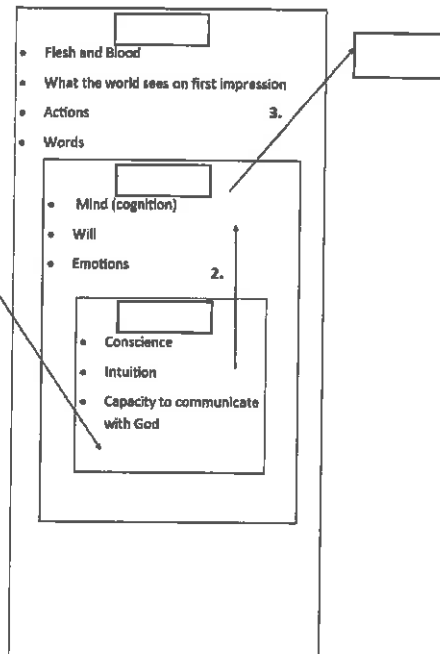 • Flesh and Blood
• What the world sees on first impression
• Actions
3.
• Words
• Mind (cognition)
• Will
• Emotions
2.
• Conscience
• Intuition
• Capacity to communicate
with God